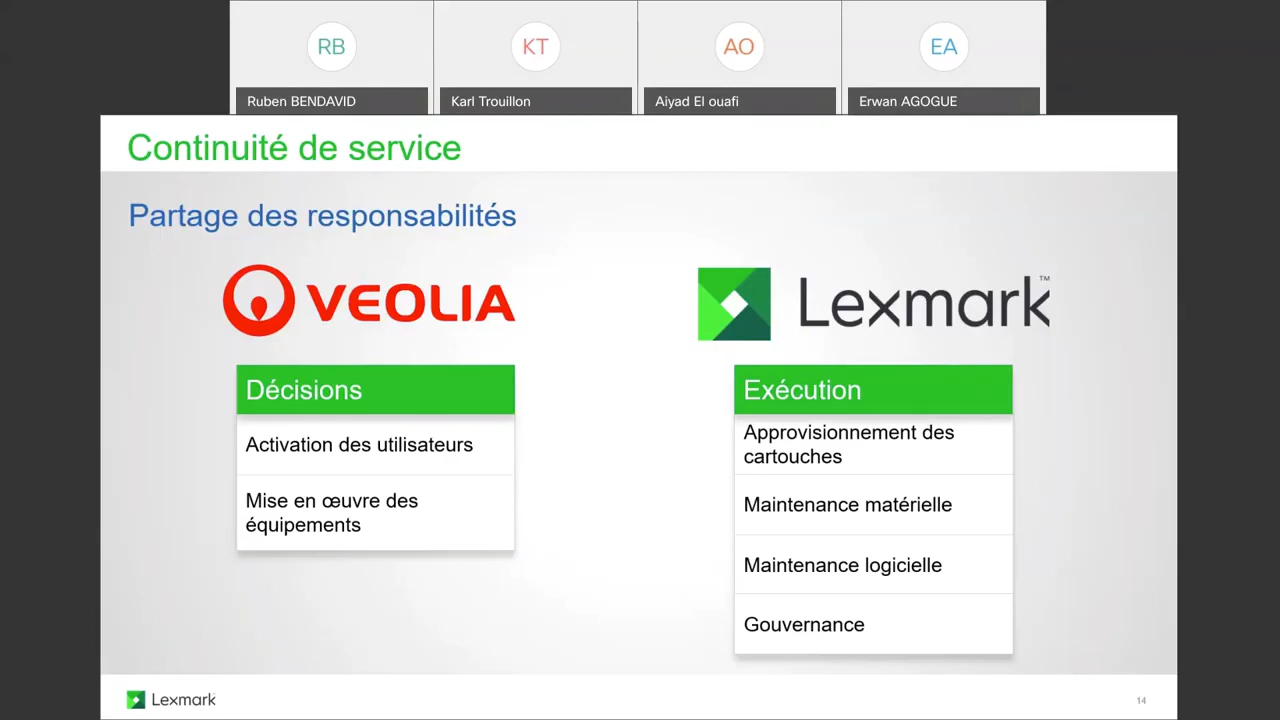 RB
KT
AO
EA
Ruben BENDAVID
Karl Trouillon
Aiyad El ouafi
Erwan AGOGUE
Continuité de service
Partage des responsabilités
VEOLIA
Lexmark™
Décisions
Activation des utilisateurs
Mise en œuvre des
équipements
Exécution
Approvisionnement des
cartouches
Maintenance matérielle
Maintenance logicielle
Gouvernance
Lexmark
14